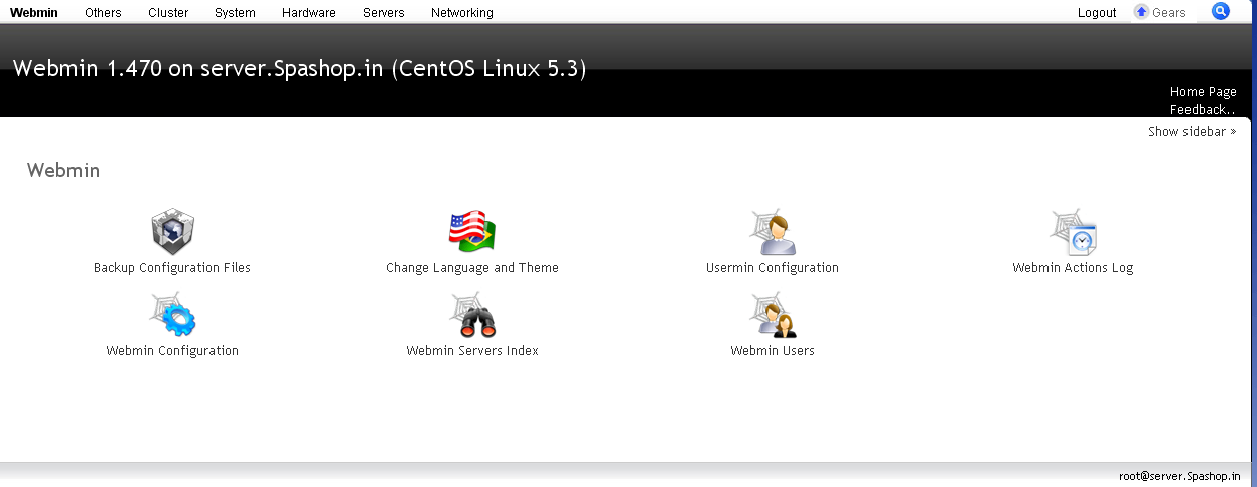 Webmin Others Cluster System Hardware Servers Networking Logout Gears
Webmin 1.470 on server.Spashop.in (CentOS Linux 5.3)
Home Page
Feedback..
Show sidebar »
Webmin
Backup Configuration Files Change Language and Theme Usermin Configuration Webmin Actions Log
Webmin Configuration Webmin Servers Index Webmin Users
root@server.Spashop.in